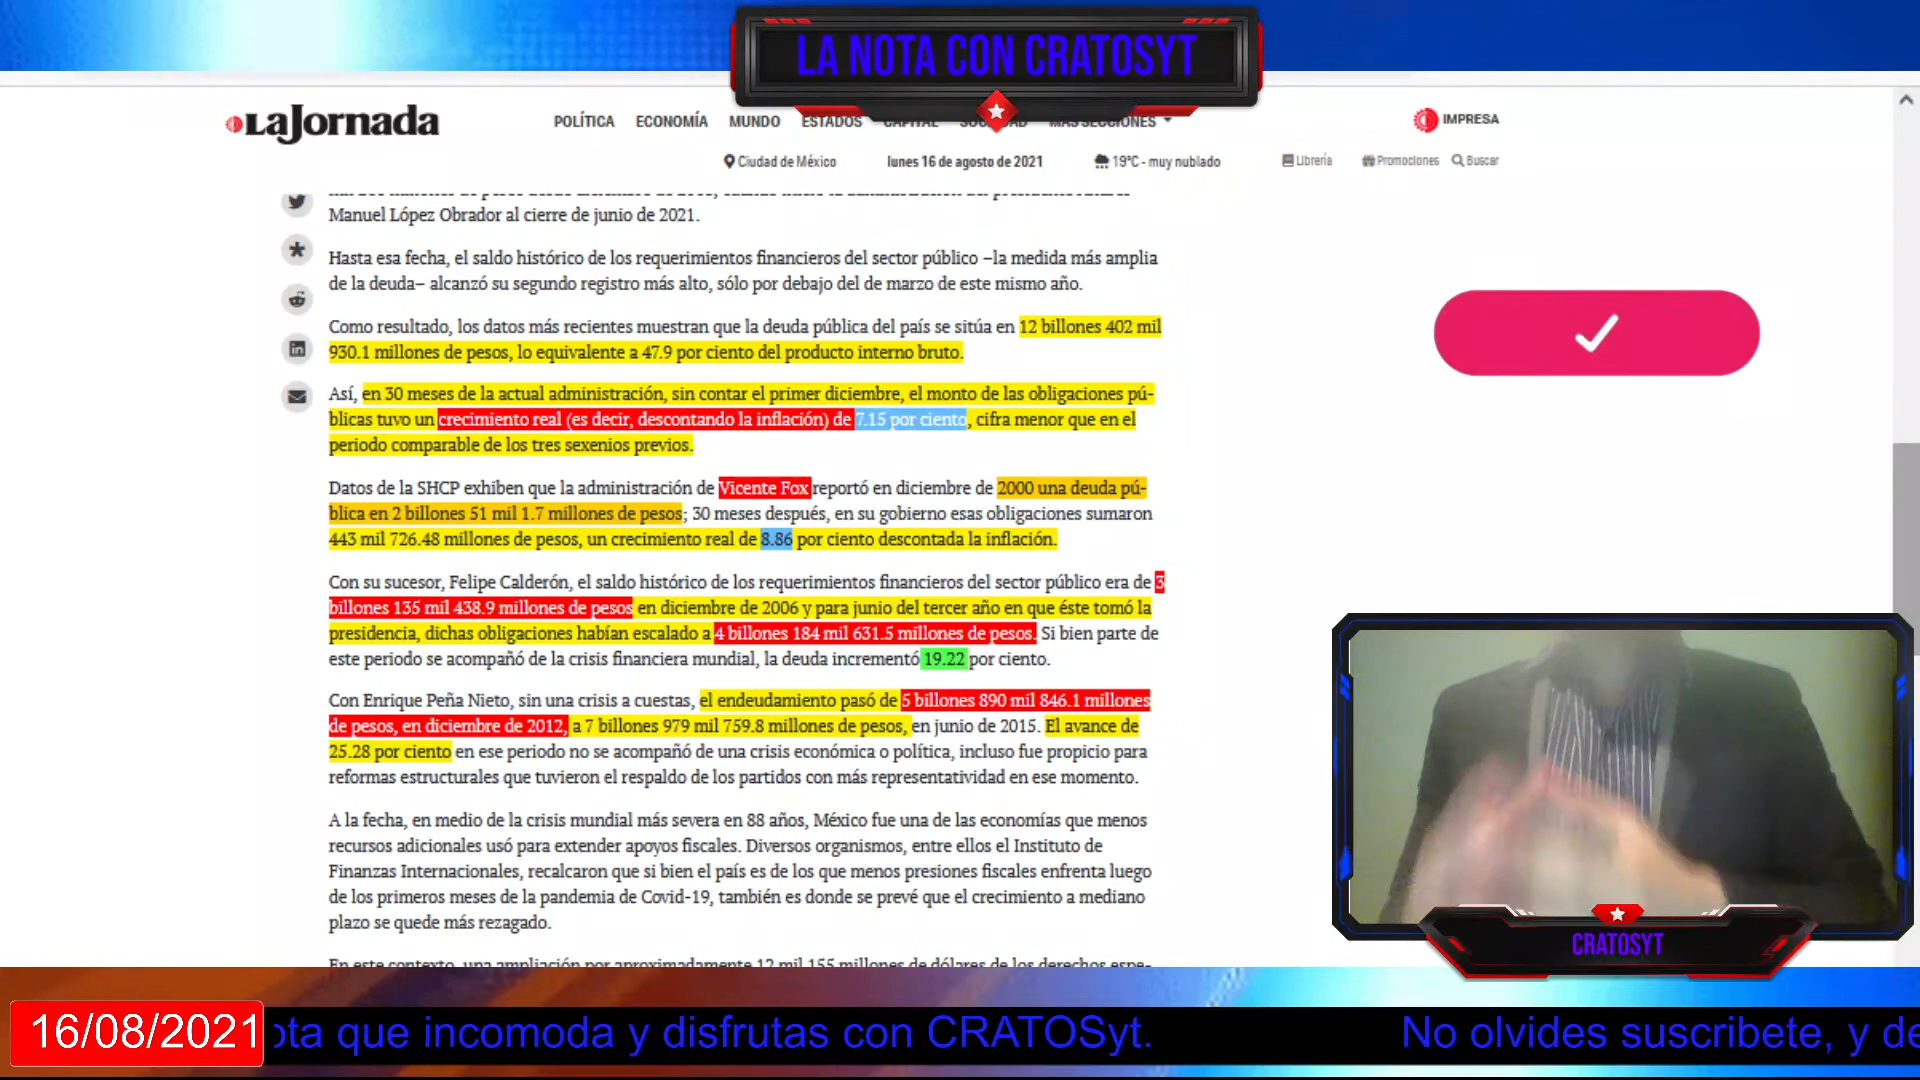 LA NOTA CON CRATOSYT
LaJornada
POLÍTICA ECONOMÍA MUNDO ESTADOS CAPITAL SOCIEDAD MÁS SECCIONES
IMPRESA
Ciudad de México lunes 16 de agosto de 2021 19°C - muy nublado Librería Promociones Buscar
Manuel López Obrador al cierre de junio de 2021.
Hasta esa fecha, el saldo histórico de los requerimientos financieros del sector público –la medida más amplia
de la deuda– alcanzó su segundo registro más alto, sólo por debajo del de marzo de este mismo año.
Como resultado, los datos más recientes muestran que la deuda pública del país se sitúa en 12 billones 402 mil
930.1 millones de pesos, lo equivalente a 47.9 por ciento del producto interno bruto.
Así, en 30 meses de la actual administración, sin contar el primer diciembre, el monto de las obligaciones pú-
blicas tuvo un crecimiento real (es decir, descontando la inflación) de 7.15 por ciento, cifra menor que en el
periodo comparable de los tres sexenios previos.
Datos de la SHCP exhiben que la administración de Vicente Fox reportó en diciembre de 2000 una deuda pú-
blica en 2 billones 51 mil 1.7 millones de pesos; 30 meses después, en su gobierno esas obligaciones sumaron
443 mil 726.48 millones de pesos, un crecimiento real de 8.86 por ciento descontada la inflación.
Con su sucesor, Felipe Calderón, el saldo histórico de los requerimientos financieros del sector público era de 3
billones 135 mil 438.9 millones de pesos en diciembre de 2006 y para junio del tercer año en que éste tomó la
presidencia, dichas obligaciones habían escalado a 4 billones 184 mil 631.5 millones de pesos. Si bien parte de
este periodo se acompañó de la crisis financiera mundial, la deuda incrementó 19.22 por ciento.
Con Enrique Peña Nieto, sin una crisis a cuestas, el endeudamiento pasó de 5 billones 890 mil 846.1 millones
de pesos, en diciembre de 2012, a 7 billones 979 mil 759.8 millones de pesos, en junio de 2015. El avance de
25.28 por ciento en ese periodo no se acompañó de una crisis económica o política, incluso fue propicio para
reformas estructurales que tuvieron el respaldo de los partidos con más representatividad en ese momento.
A la fecha, en medio de la crisis mundial más severa en 88 años, México fue una de las economías que menos
recursos adicionales usó para extender apoyos fiscales. Diversos organismos, entre ellos el Instituto de
Finanzas Internacionales, recalcaron que si bien el país es de los que menos presiones fiscales enfrenta luego
de los primeros meses de la pandemia de Covid-19, también es donde se prevé que el crecimiento a mediano
plazo se quede más rezagado.
En este contexto, una ampliación por aproximadamente 12 mil 155 millones de dólares de los derechos espe-
CRATOSYT
16/08/2021 ota que incomoda y disfrutas con CRATOSyt. No olvides suscribete, y de